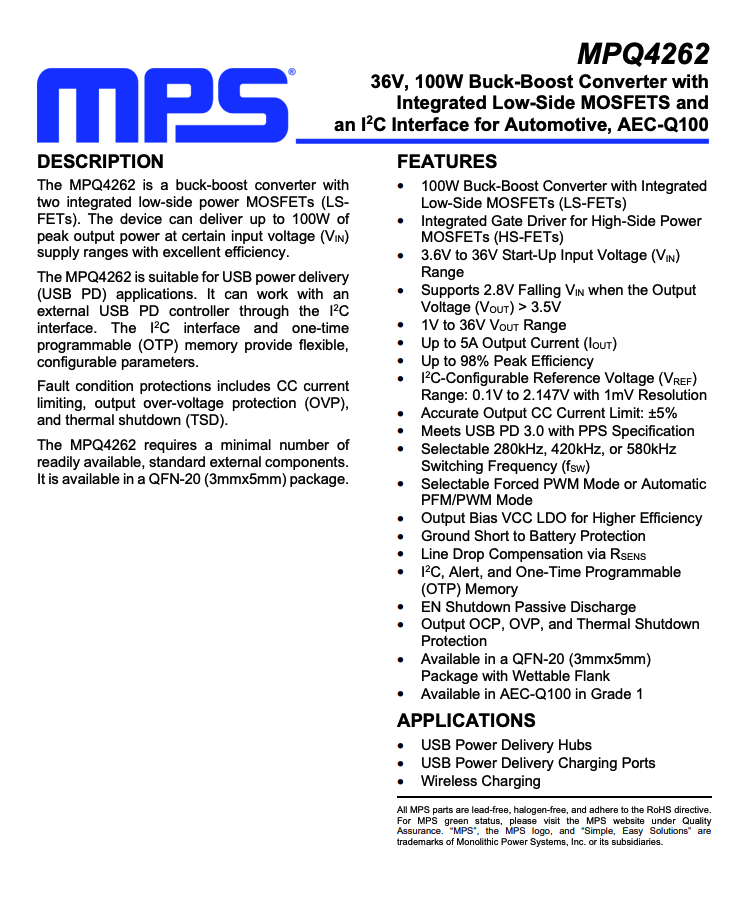 MPQ4262
36V, 100W Buck-Boost Converter with
Integrated Low-Side MOSFETS and
an I²C Interface for Automotive, AEC-Q100
MPS®
DESCRIPTION
The MPQ4262 is a buck-boost converter with
two integrated low-side power MOSFETs (LS-
FETs). The device can deliver up to 100W of
peak output power at certain input voltage (VIN)
supply ranges with excellent efficiency.
The MPQ4262 is suitable for USB power delivery
(USB PD) applications. It can work with an
external USB PD controller through the I²C
interface. The I²C interface and one-time
programmable (OTP) memory provide flexible,
configurable parameters.
Fault condition protections includes CC current
limiting, output over-voltage protection (OVP),
and thermal shutdown (TSD).
The MPQ4262 requires a minimal number of
readily available, standard external components.
It is available in a QFN-20 (3mmx5mm) package.
FEATURES
• 100W Buck-Boost Converter with Integrated
Low-Side MOSFETs (LS-FETs)
• Integrated Gate Driver for High-Side Power
MOSFETs (HS-FETs)
• 3.6V to 36V Start-Up Input Voltage (VIN)
Range
• Supports 2.8V Falling VIN when the Output
Voltage (VOUT) > 3.5V
• 1V to 36V VOUT Range
• Up to 5A Output Current (IOUT)
• Up to 98% Peak Efficiency
• I²C-Configurable Reference Voltage (VREF)
Range: 0.1V to 2.147V with 1mV Resolution
• Accurate Output CC Current Limit: ±5%
• Meets USB PD 3.0 with PPS Specification
• Selectable 280kHz, 420kHz, or 580kHz
Switching Frequency (fSW)
• Selectable Forced PWM Mode or Automatic
PFM/PWM Mode
• Output Bias VCC LDO for Higher Efficiency
• Ground Short to Battery Protection
• Line Drop Compensation via RSENS
• I²C, Alert, and One-Time Programmable
(OTP) Memory
• EN Shutdown Passive Discharge
• Output OCP, OVP, and Thermal Shutdown
Protection
• Available in a QFN-20 (3mmx5mm)
Package with Wettable Flank
• Available in AEC-Q100 in Grade 1
APPLICATIONS
• USB Power Delivery Hubs
• USB Power Delivery Charging Ports
• Wireless Charging
All MPS parts are lead-free, halogen-free, and adhere to the RoHS directive.
For MPS green status, please visit the MPS website under Quality
Assurance. “MPS”, the MPS logo, and “Simple, Easy Solutions” are
trademarks of Monolithic Power Systems, Inc. or its subsidiaries.